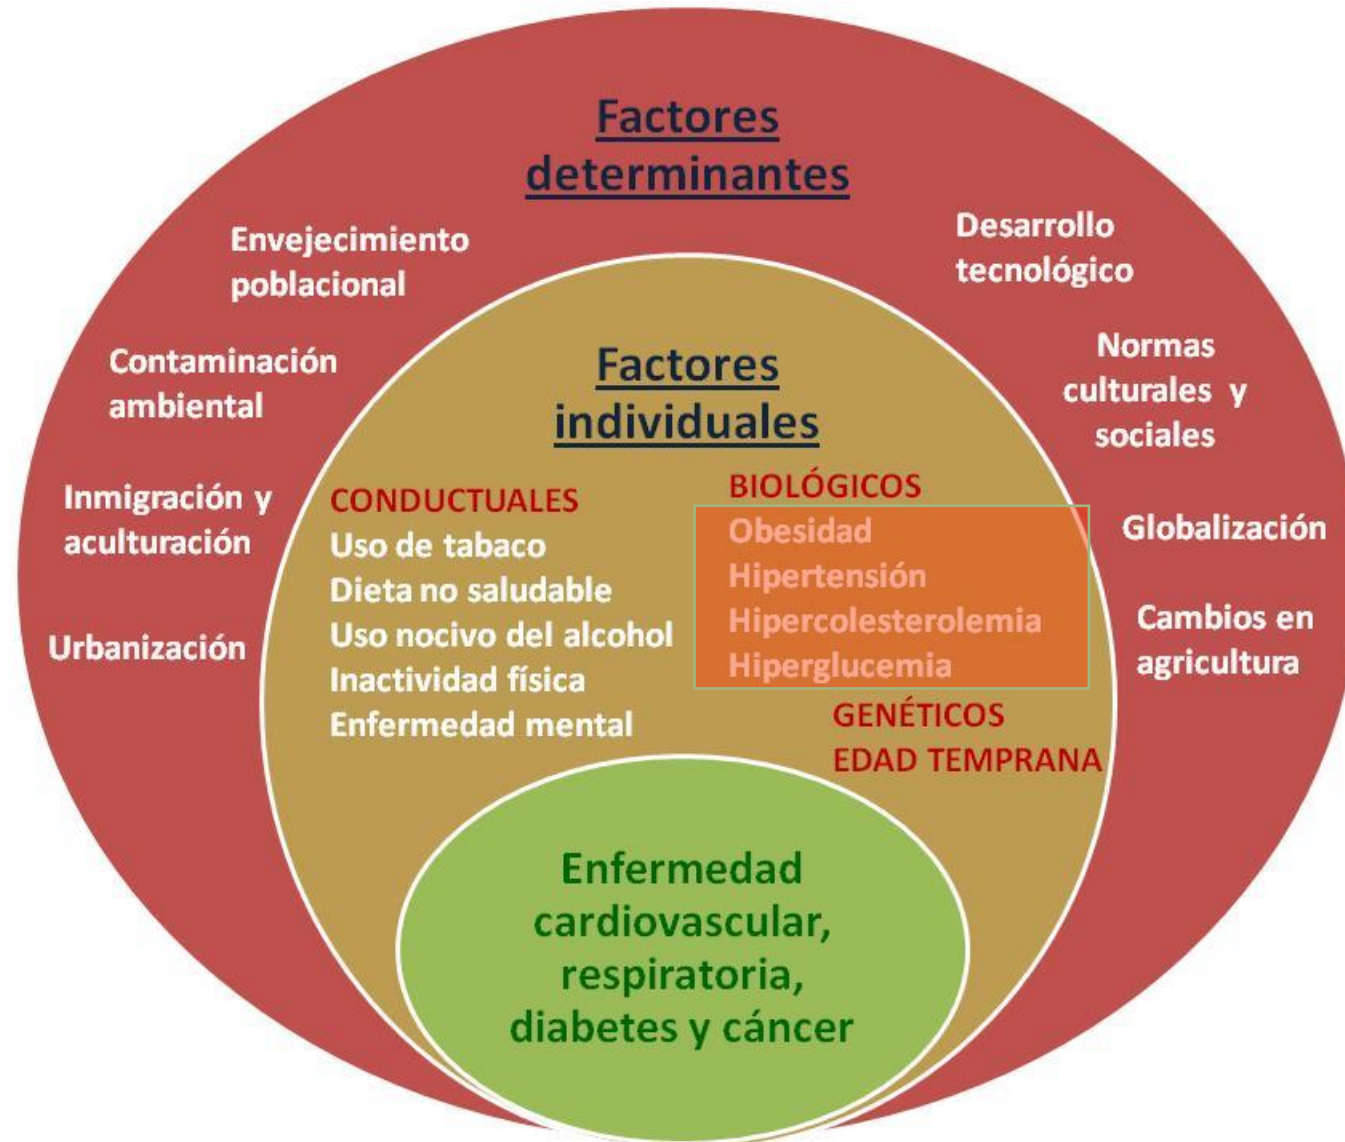 Factores
determinantes
Envejecimiento
poblacional
Desarrollo
tecnológico
Contaminación
ambiental
Normas
culturales y
sociales
Inmigración y
aculturación
Globalización
Urbanización
Cambios en
agricultura
Factores
individuales
CONDUCTUALES
Uso de tabaco
Dieta no saludable
Uso nocivo del alcohol
Inactividad física
Enfermedad mental
BIOLÓGICOS
Obesidad
Hipertensión
Hipercolesterolemia
Hiperglucemia
GENÉTICOS
EDAD TEMPRANA
Enfermedad
cardiovascular,
respiratoria,
diabetes y cáncer